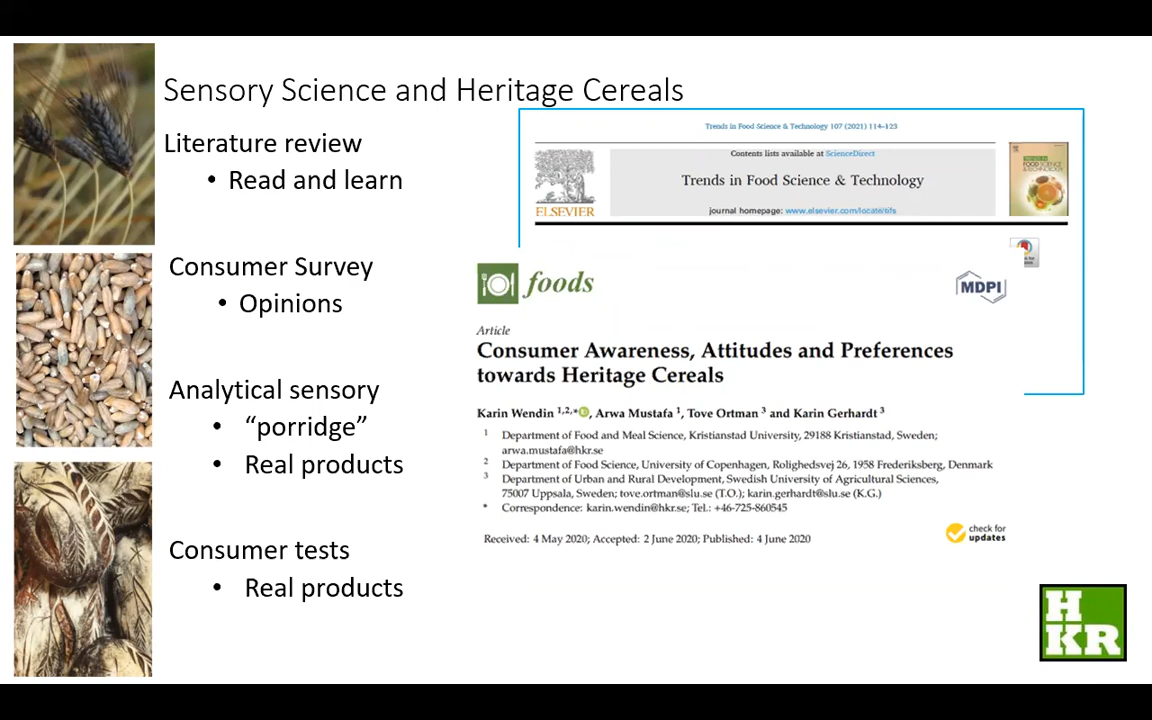 Sensory Science and Heritage Cereals
Literature review
• Read and learn
Consumer Survey
• Opinions
Analytical sensory
• “porridge”
• Real products
Consumer tests
• Real products
Trends in Food Science & Technology 107 (2021) 114–123
Contents lists available at ScienceDirect
Trends in Food Science & Technology
journal homepage: www.elsevier.com/locate/tifs
ELSEVIER
foods
MDPI
Article
Consumer Awareness, Attitudes and Preferences
towards Heritage Cereals
Karin Wendin 1,2,*, Arwa Mustafa 1, Tove Ortman 3 and Karin Gerhardt 3
1 Department of Food and Meal Science, Kristianstad University, 29188 Kristianstad, Sweden;
arwa.mustafa@hkr.se
2 Department of Food Science, University of Copenhagen, Rolighedsvej 26, 1958 Frederiksberg, Denmark
3 Department of Urban and Rural Development, Swedish University of Agricultural Sciences,
75007 Uppsala, Sweden; tove.ortman@slu.se (T.O.); karin.gerhardt@slu.se (K.G.)
* Correspondence: karin.wendin@hkr.se; Tel.: +46-725-860545
Received: 4 May 2020; Accepted: 2 June 2020; Published: 4 June 2020
check for
updates
H
KR